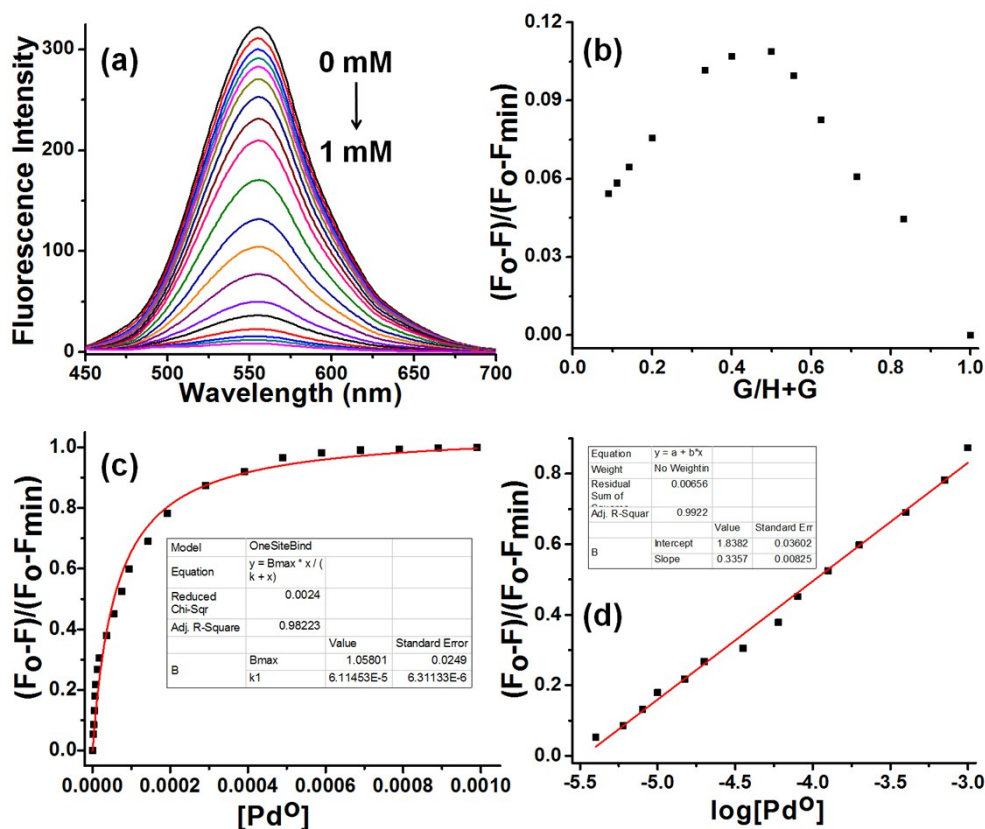 (a)
0 mM
1 mM
Fluorescence Intensity
300
200
100
0
450 500 550 600 650 700
Wavelength (nm)
(b)
(Fo-F)/(Fo-Fmin)
0.12
0.09
0.06
0.03
0.00
0.0 0.2 0.4 0.6 0.8 1.0
G/H+G
(c)
(Fo-F)/(Fo-Fmin)
1.0
0.8
0.6
0.4
0.2
0.0
Model OneSiteBind
Equation y = Bmax * x / (
k + x)
Reduced
Chi-Sqr 0.0024
Adj. R-Square 0.98223
Value Standard Error
B Bmax 1.05801 0.0249
k1 6.11453E-5 6.31133E-6
0.0000 0.0002 0.0004 0.0006 0.0008 0.0010
[Pdo]
(d)
(Fo-F)/(Fo-Fmin)
0.8
0.6
0.4
0.2
0.0
Equation y = a + b*x
Weight No Weightin
Residual 0.00656
Sum of
Adj. R-Squar 0.9922
Value Standard Err
B Intercept 1.8382 0.03602
Slope 0.3357 0.00825
-5.5 -5.0 -4.5 -4.0 -3.5 -3.0
log[Pdo]